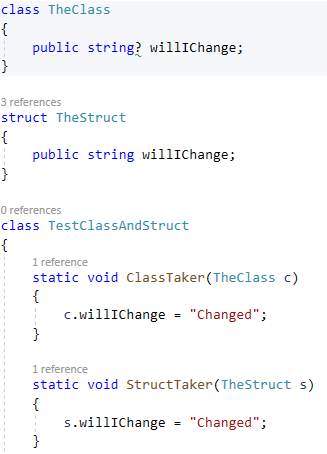 class TheClass
{
public string? willIChange;
}
3 references
struct TheStruct
{
public string willIChange;
}
0 references
class TestClassAndStruct
{
1 reference
static void ClassTaker(TheClass c)
{
c.willIChange = "Changed";
}
1 reference
static void StructTaker(TheStruct s)
{
s.willIChange = "Changed";
}